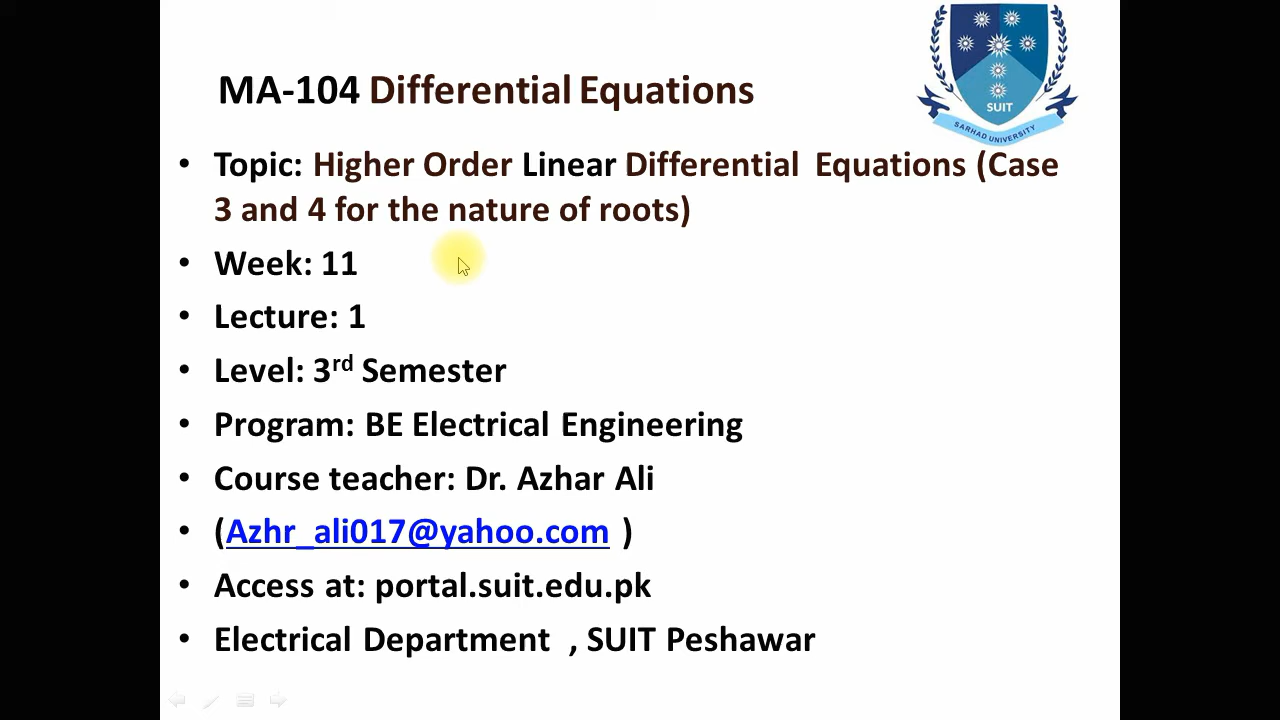 SUIT
SARHAD UNIVERSITY
MA-104 Differential Equations
• Topic: Higher Order Linear Differential Equations (Case
3 and 4 for the nature of roots)
• Week: 11
• Lecture: 1
• Level: 3rd Semester
• Program: BE Electrical Engineering
• Course teacher: Dr. Azhar Ali
• (Azhr_ali017@yahoo.com )
• Access at: portal.suit.edu.pk
• Electrical Department , SUIT Peshawar